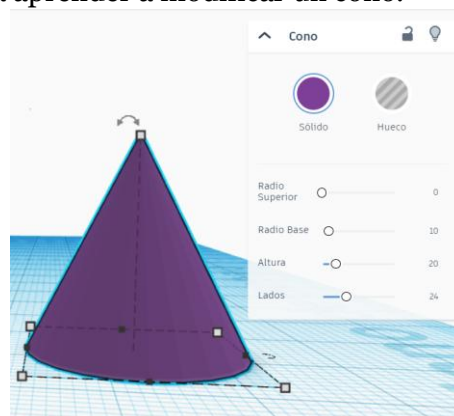 aprender a modificar un cono.
Cono
Sólido Hueco
Radio
Superior 0
Radio Base 10
Altura 20
Lados 24